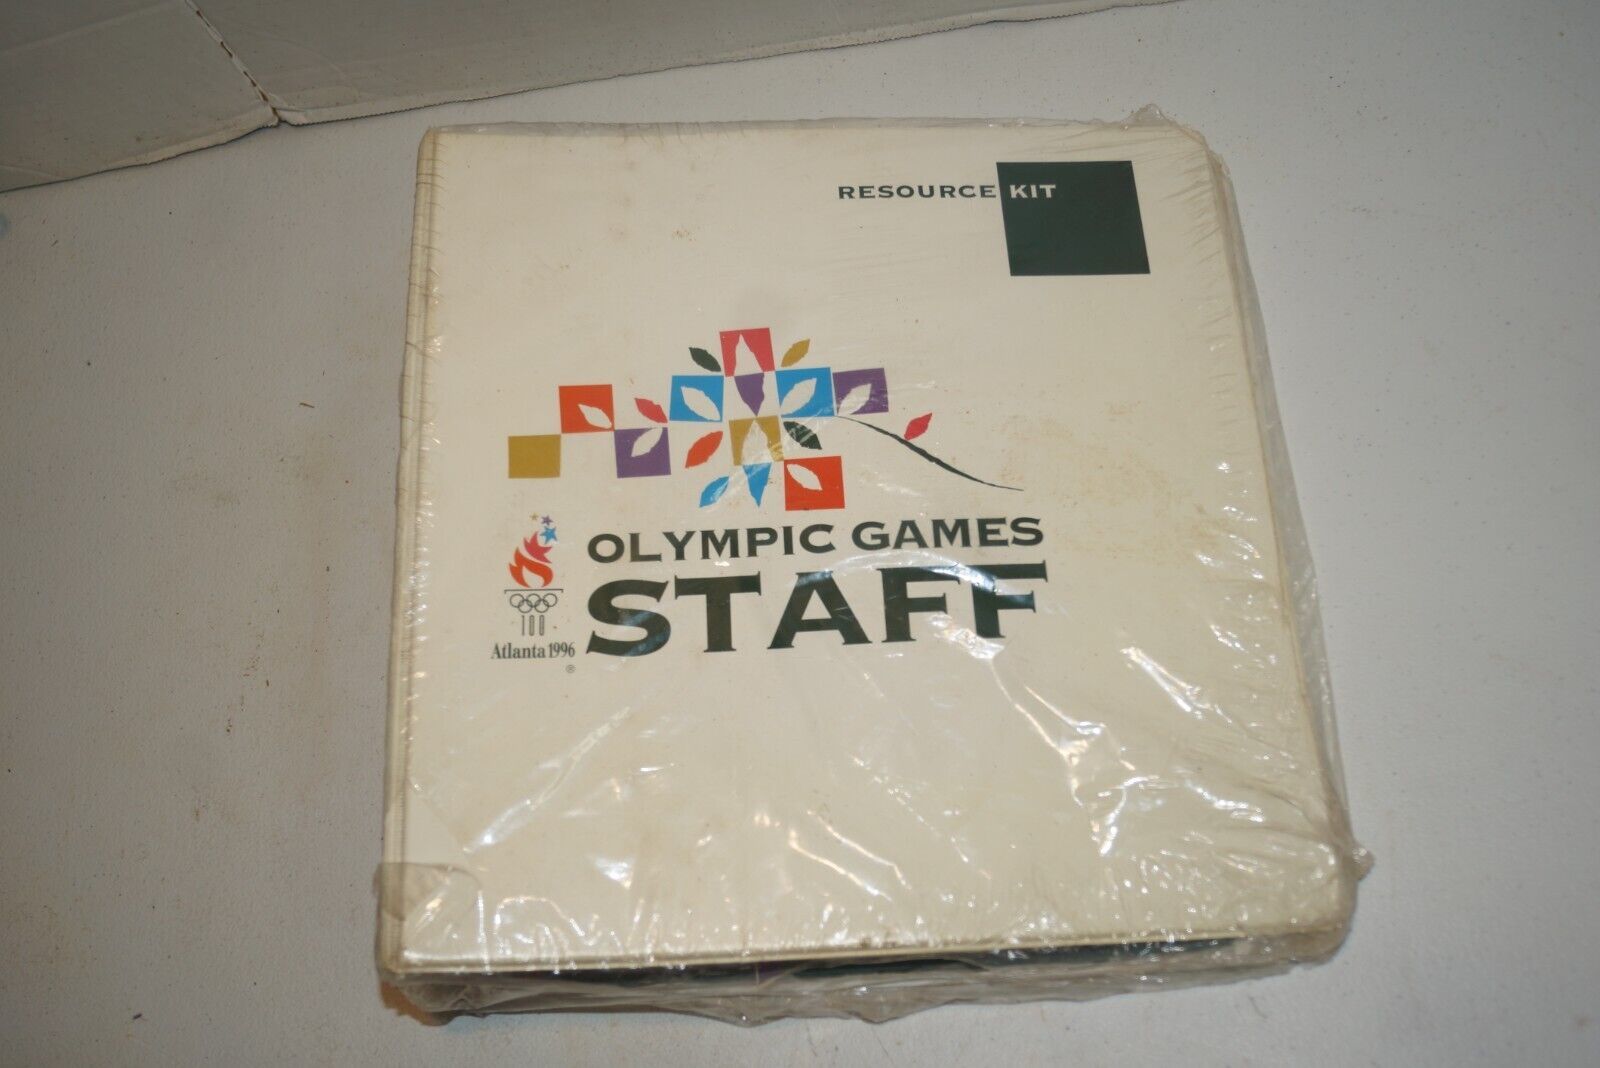 RESOURCE KIT
OLYMPIC GAMES
STAFF
100
Atlanta 1996
®